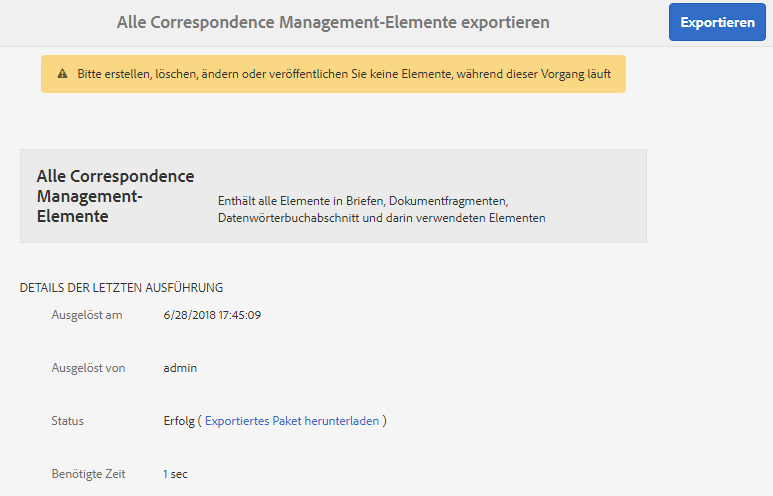 Alle Correspondence Management-Elemente exportieren
Exportieren
Bitte erstellen, löschen, ändern oder veröffentlichen Sie keine Elemente, während dieser Vorgang läuft
Alle Correspondence
Management-
Elemente
Enthält alle Elemente in Briefen, Dokumentfragmenten,
Datenwörterbuchabschnitt und darin verwendeten Elementen
DETAILS DER LETZTEN AUSFÜHRUNG
Ausgelöst am 6/28/2018 17:45:09
Ausgelöst von admin
Status Erfolg ( Exportiertes Paket herunterladen )
Benötigte Zeit 1 sec